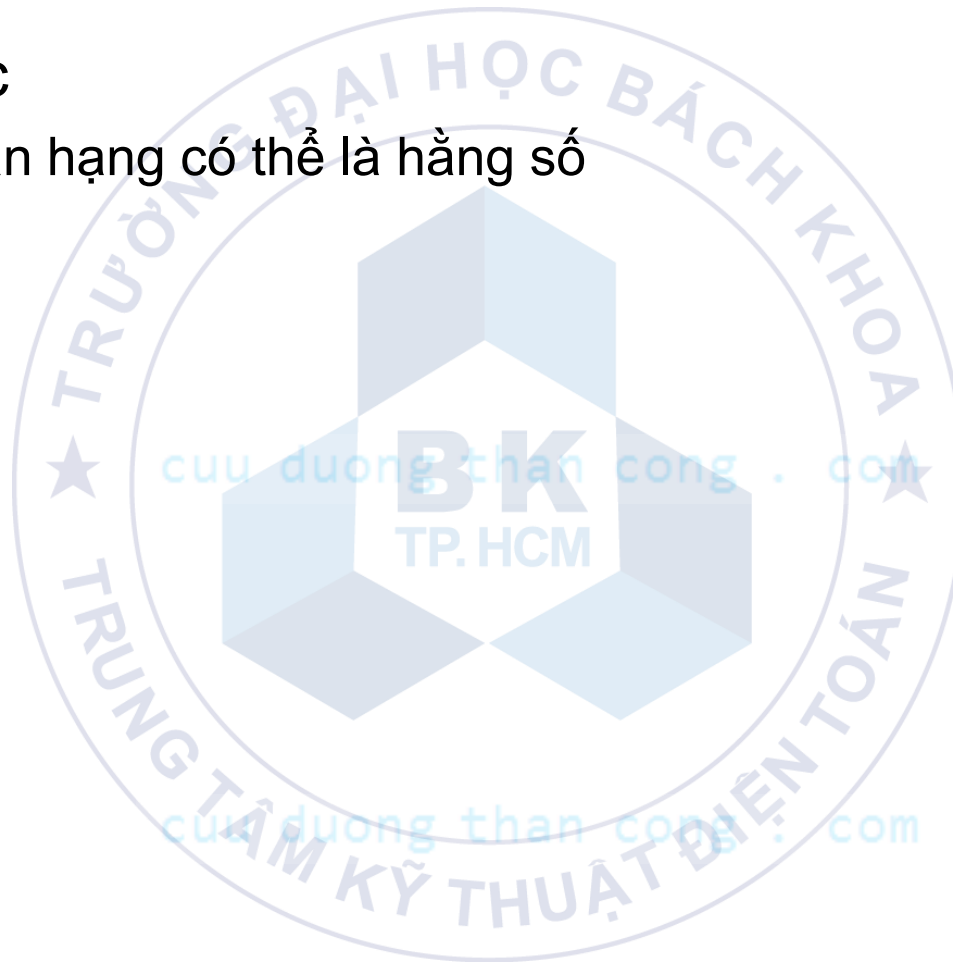 c
n hạng có thể là hằng số
TRƯỜNG ĐẠI HỌC BÁCH KHOA
cuu duong than cong . com
BK
TP. HCM
cuu duong than cong . com
TRUNG TÂM KỸ THUẬT ĐIỆN TOÁN